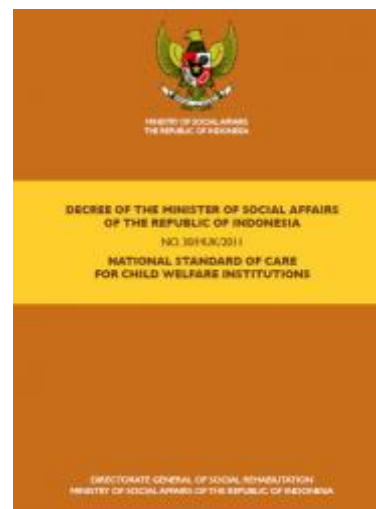 MINISTRY OF SOCIAL AFFAIRS
THE REPUBLIC OF INDONESIA
DECREE OF THE MINISTER OF SOCIAL AFFAIRS
OF THE REPUBLIC OF INDONESIA
NO. 30/HUK/2011
NATIONAL STANDARD OF CARE
FOR CHILD WELFARE INSTITUTIONS
DIRECTORATE GENERAL OF SOCIAL REHABILITATION
MINISTRY OF SOCIAL AFFAIRS OF THE REPUBLIC OF INDONESIA